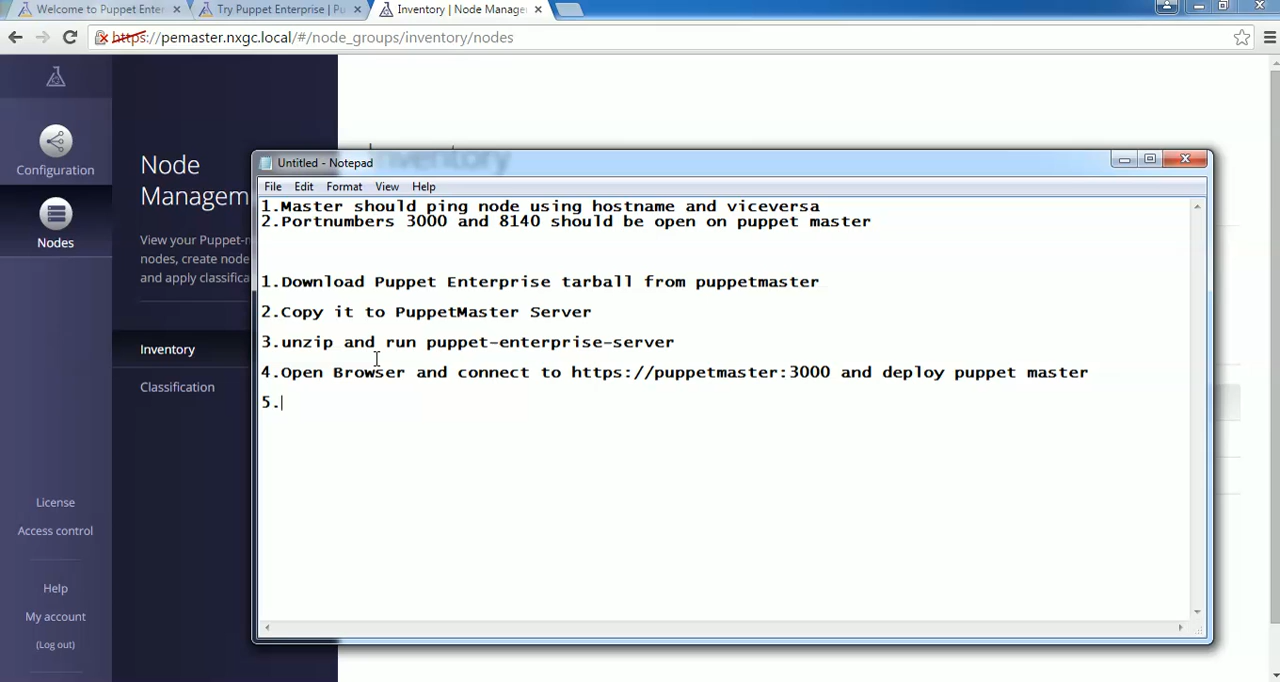 Welcome to Puppet Enter
Try Puppet Enterprise | Pu
Inventory | Node Manage
https://pemaster.nxgc.local/#/node_groups/inventory/nodes
Configuration
Nodes
License
Access control
Help
My account
(Log out)
Node
Managem
View your Puppet-m
nodes, create node
and apply classifica
Inventory
Classification
Inventory
Untitled - Notepad
File Edit Format View Help
1.Master should ping node using hostname and viceversa
2.Portnumbers 3000 and 8140 should be open on puppet master
1.Download Puppet Enterprise tarball from puppetmaster
2.Copy it to PuppetMaster Server
3.unzip and run puppet-enterprise-server
4.Open Browser and connect to https://puppetmaster:3000 and deploy puppet master
5.